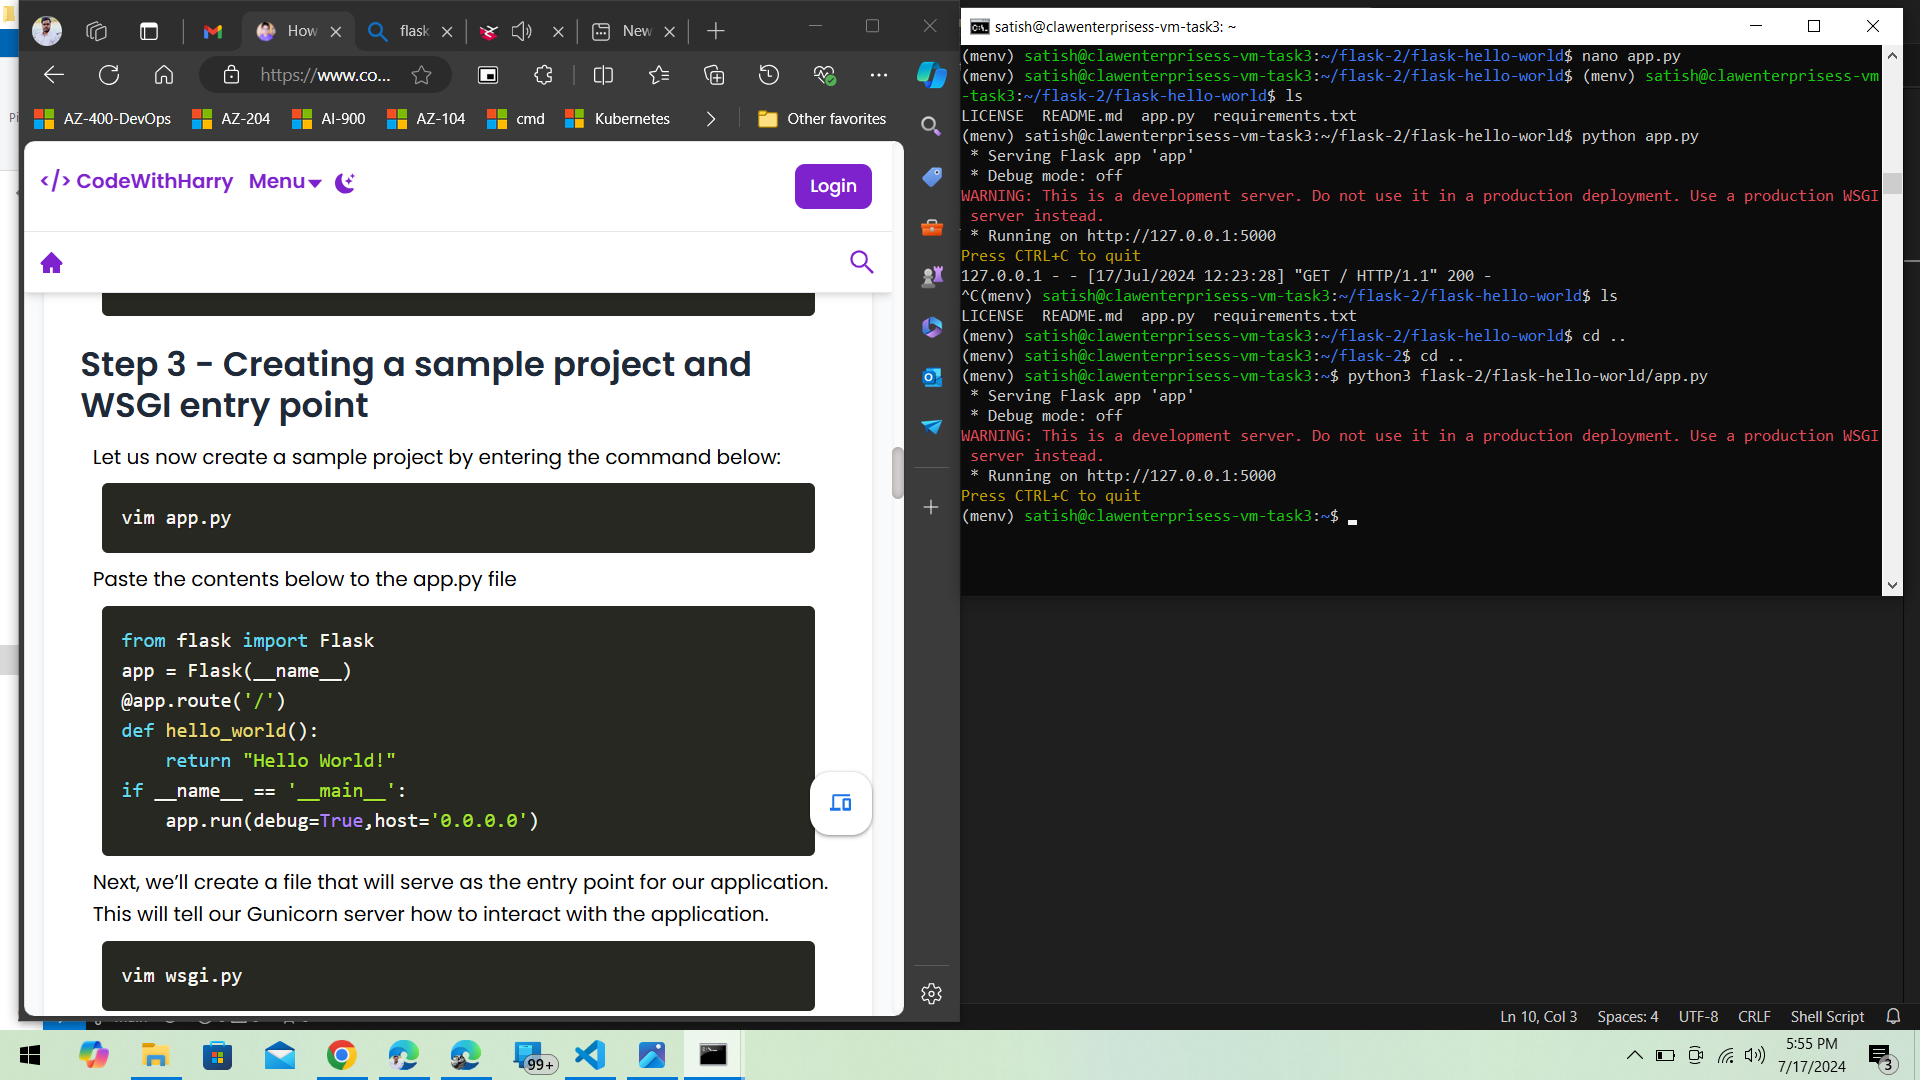 How
flask
New
https://www.co...
AZ-400-DevOps
AZ-204
AI-900
AZ-104
cmd
Kubernetes
Other favorites
</> CodeWithHarry
Menu
Login
Step 3 - Creating a sample project and
WSGI entry point
Let us now create a sample project by entering the command below:
vim app.py
Paste the contents below to the app.py file
from flask import Flask
app = Flask(__name__)
@app.route('/')
def hello_world():
    return "Hello World!"
if __name__ == '__main__':
    app.run(debug=True,host='0.0.0.0')
Next, we’ll create a file that will serve as the entry point for our application.
This will tell our Gunicorn server how to interact with the application.
vim wsgi.py
satish@clawenterprisess-vm-task3: ~
(menv) satish@clawenterprisess-vm-task3:~/flask-2/flask-hello-world$ nano app.py
(menv) satish@clawenterprisess-vm-task3:~/flask-2/flask-hello-world$ (menv) satish@clawenterprisess-vm
-task3:~/flask-2/flask-hello-world$ ls
LICENSE  README.md  app.py  requirements.txt
(menv) satish@clawenterprisess-vm-task3:~/flask-2/flask-hello-world$ python app.py
 * Serving Flask app 'app'
 * Debug mode: off
WARNING: This is a development server. Do not use it in a production deployment. Use a production WSGI
 server instead.
 * Running on http://127.0.0.1:5000
Press CTRL+C to quit
127.0.0.1 - - [17/Jul/2024 12:23:28] "GET / HTTP/1.1" 200 -
^C(menv) satish@clawenterprisess-vm-task3:~/flask-2/flask-hello-world$ ls
LICENSE  README.md  app.py  requirements.txt
(menv) satish@clawenterprisess-vm-task3:~/flask-2/flask-hello-world$ cd ..
(menv) satish@clawenterprisess-vm-task3:~/flask-2$ cd ..
(menv) satish@clawenterprisess-vm-task3:~$ python3 flask-2/flask-hello-world/app.py
 * Serving Flask app 'app'
 * Debug mode: off
WARNING: This is a development server. Do not use it in a production deployment. Use a production WSGI
 server instead.
 * Running on http://127.0.0.1:5000
Press CTRL+C to quit
(menv) satish@clawenterprisess-vm-task3:~$
Ln 10, Col 3
Spaces: 4
UTF-8
CRLF
Shell Script
99+
5:55 PM
7/17/2024
3